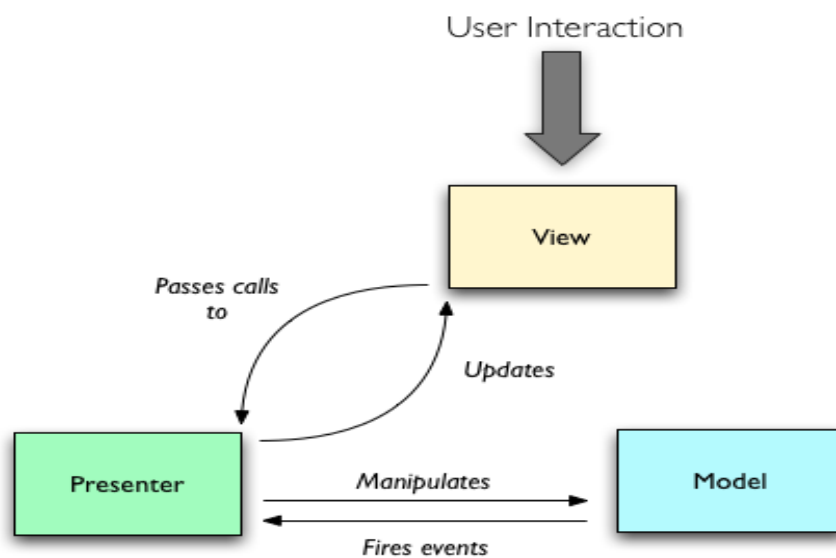 User Interaction
View
Passes calls
to
Updates
Presenter
Manipulates
Model
Fires events